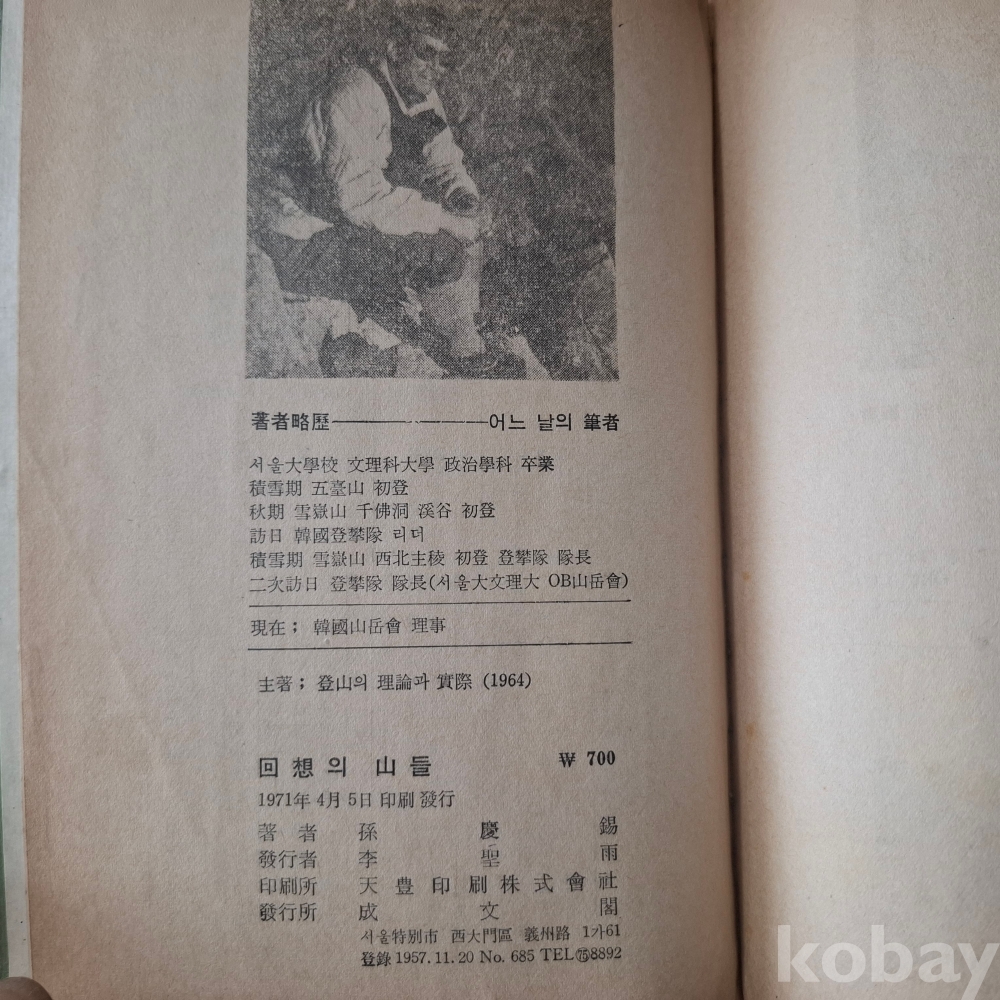 著者略歷――――――어느 날의 筆者
서울大學校 文理科大學 政治學科 卒業
積雪期 五臺山 初登
秋期 雪嶽山 千佛洞 溪谷 初登
訪日 韓國登攀隊 리더
積雪期 雪嶽山 西北主稜 初登 登攀隊 隊長
二次訪日 登攀隊 隊長(서울大文理大 OB山岳會)
現在; 韓國山岳會 理事
主著; 登山의 理論과 實際 (1964)
回想의 山들 ₩ 700
1971年 4月 5日 印刷 發行
著者 孫慶錫
發行者 李聖雨
印刷所 天豊印刷株式會社
發行所 成文閣
서울特別市 西大門區 義州路 1가61
登錄 1957.11.20 No. 685 TEL ㊄8892
kobay